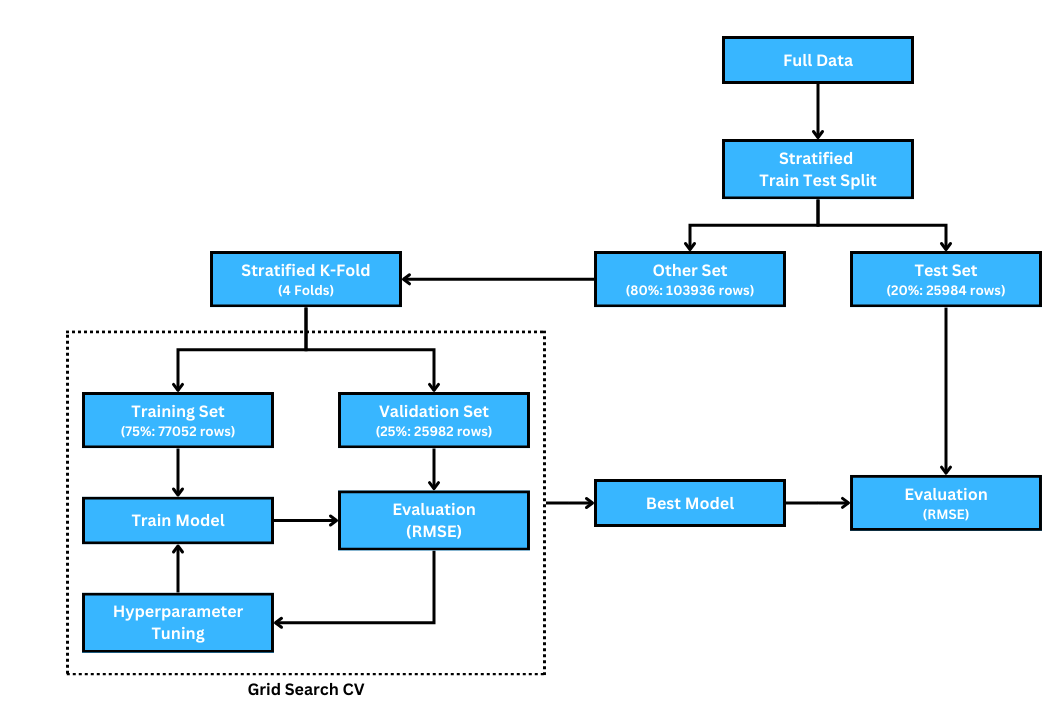 Full Data
Stratified
Train Test Split
Stratified K-Fold
(4 Folds)
Other Set
(80%: 103936 rows)
Test Set
(20%: 25984 rows)
Training Set
(75%: 77052 rows)
Validation Set
(25%: 25982 rows)
Train Model
Evaluation
(RMSE)
Best Model
Evaluation
(RMSE)
Hyperparameter
Tuning
Grid Search CV